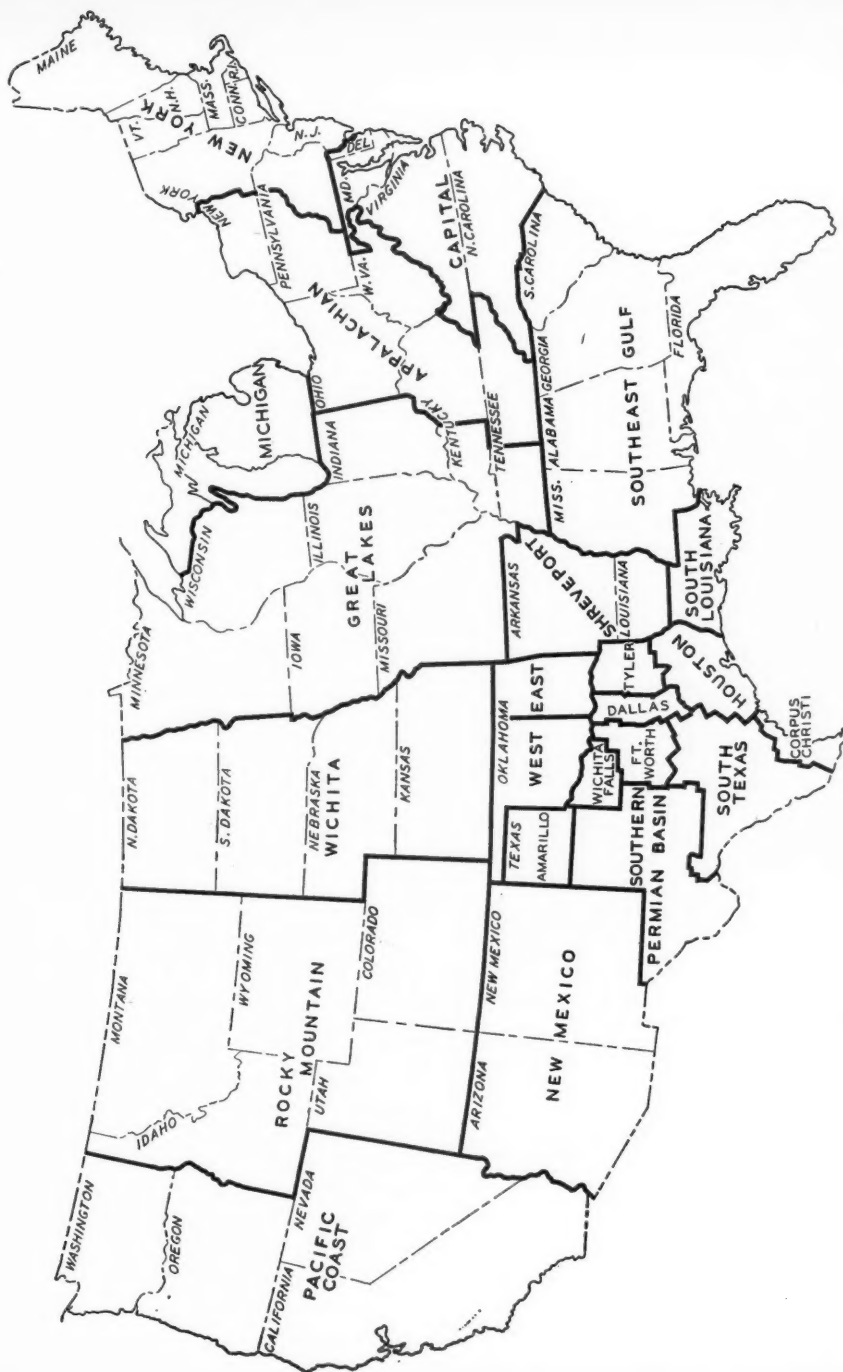 WASHINGTON
OREGON
CALIFORNIA
NEVADA
PACIFIC
COAST
IDAHO
MONTANA
WYOMING
ROCKY
MOUNTAIN
UTAH
COLORADO
ARIZONA
NEW MEXICO
NEW MEXICO
N. DAKOTA
S. DAKOTA
NEBRASKA
WICHITA
KANSAS
OKLAHOMA
WEST
EAST
TEXAS
AMARILLO
WICHITA
FALLS
FT.
WORTH
DALLAS
TYLER
SOUTHERN
PERMIAN BASIN
SOUTH
TEXAS
CORPUS
CHRISTI
HOUSTON
MINNESOTA
IOWA
MISSOURI
WISCONSIN
ILLINOIS
GREAT
LAKES
ARKANSAS
SHREVEPORT
LOUISIANA
SOUTH
LOUISIANA
MICHIGAN
MICHIGAN
INDIANA
OHIO
KENTUCKY
TENNESSEE
APPALACHIAN
MISS.
ALABAMA
GEORGIA
S. CAROLINA
SOUTHEAST GULF
FLORIDA
PENNSYLVANIA
W. VA.
VIRGINIA
CAPITAL
N. CAROLINA
MD.
DEL.
N. J.
NEW YORK
NEW YORK
VT.
N.H.
MASS.
CONN.
R.I.
MAINE